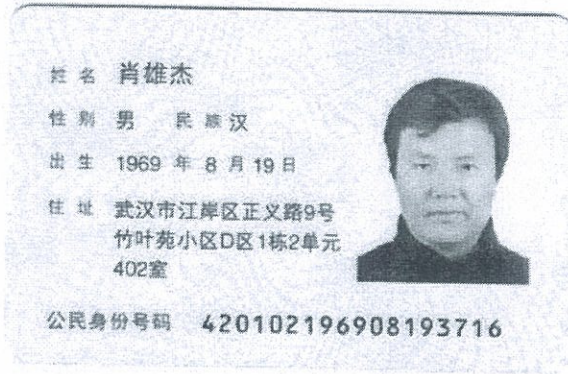 姓名 肖雄杰
性别 男 民族 汉
出生 1969 年 8 月 19 日
住址 武汉市江岸区正义路9号
竹叶苑小区D区1栋2单元
402室
公民身份号码 420102196908193716